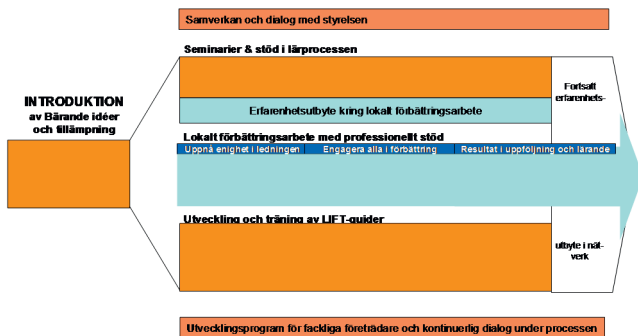 Samverkan och dialog med styrelsen
Seminarier & stöd i lärprocessen
INTRODUKTION
av Bärande idéer
och tillämpning
Fortsatt
erfarenhets-
Erfarenhetsutbyte kring lokalt förbättringsarbete
Lokalt förbättringsarbete med professionellt stöd
Uppnå enighet i ledningen
Engagera alla i förbättring
Resultat i uppföljning och lärande
Utveckling och träning av LIFT-guider
utbyte i nät-
verk
Utvecklingsprogram för fackliga företrädare och kontinuerlig dialog under processen